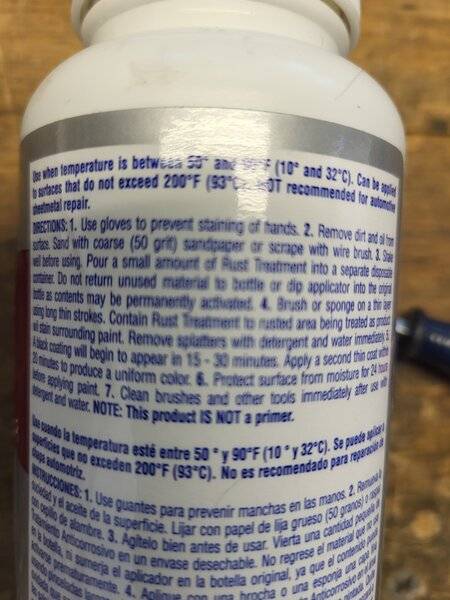 Use when temperature is between 50° and 90°F (10° and 32°C). Can be applied
to surfaces that do not exceed 200°F (93°C). NOT recommended for automotive
sheetmetal repair.
DIRECTIONS: 1. Use gloves to prevent staining of hands. 2. Remove dirt and oil from
surface. Sand with coarse (50 grit) sandpaper or scrape with wire brush. 3. Shake
well before using. Pour a small amount of Rust Treatment into a separate disposable
container. Do not return unused material to bottle or dip applicator into the original
bottle as contents may be permanently activated. 4. Brush or sponge on a thin layer
using long thin strokes. Contain Rust Treatment to rusted area being treated as product
will stain surrounding paint. Remove splatters with detergent and water immediately. 5.
A black coating will begin to appear in 15 - 30 minutes. Apply a second thin coat within
30 minutes to produce a uniform color. 6. Protect surface from moisture for 24 hours
before applying paint. 7. Clean brushes and other tools immediately after use with
detergent and water. NOTE: This product IS NOT a primer.
Use cuando la temperatura esté entre 50 ° y 90°F (10 ° y 32°C). Se puede aplicar a
superficies que no exceden 200°F (93°C). No es recomendado para reparación de
chapa automotriz.
INSTRUCCIONES: 1. Use guantes para prevenir manchas en las manos. 2. Remueva la
suciedad y el aceite de la superficie. Lijar con papel de lija grueso (50 granos) o raspe
con cepillo de alambre. 3. Agítelo bien antes de usar. Vierta una cantidad pequeña de
Tratamiento Anticorrosivo en un envase desechable. No regrese el material que no use
en la botella, ni sumerja el aplicador en la botella original, ya que el contenido puede
activarse prematuramente. 4. Aplique con una brocha o una esponja una capa